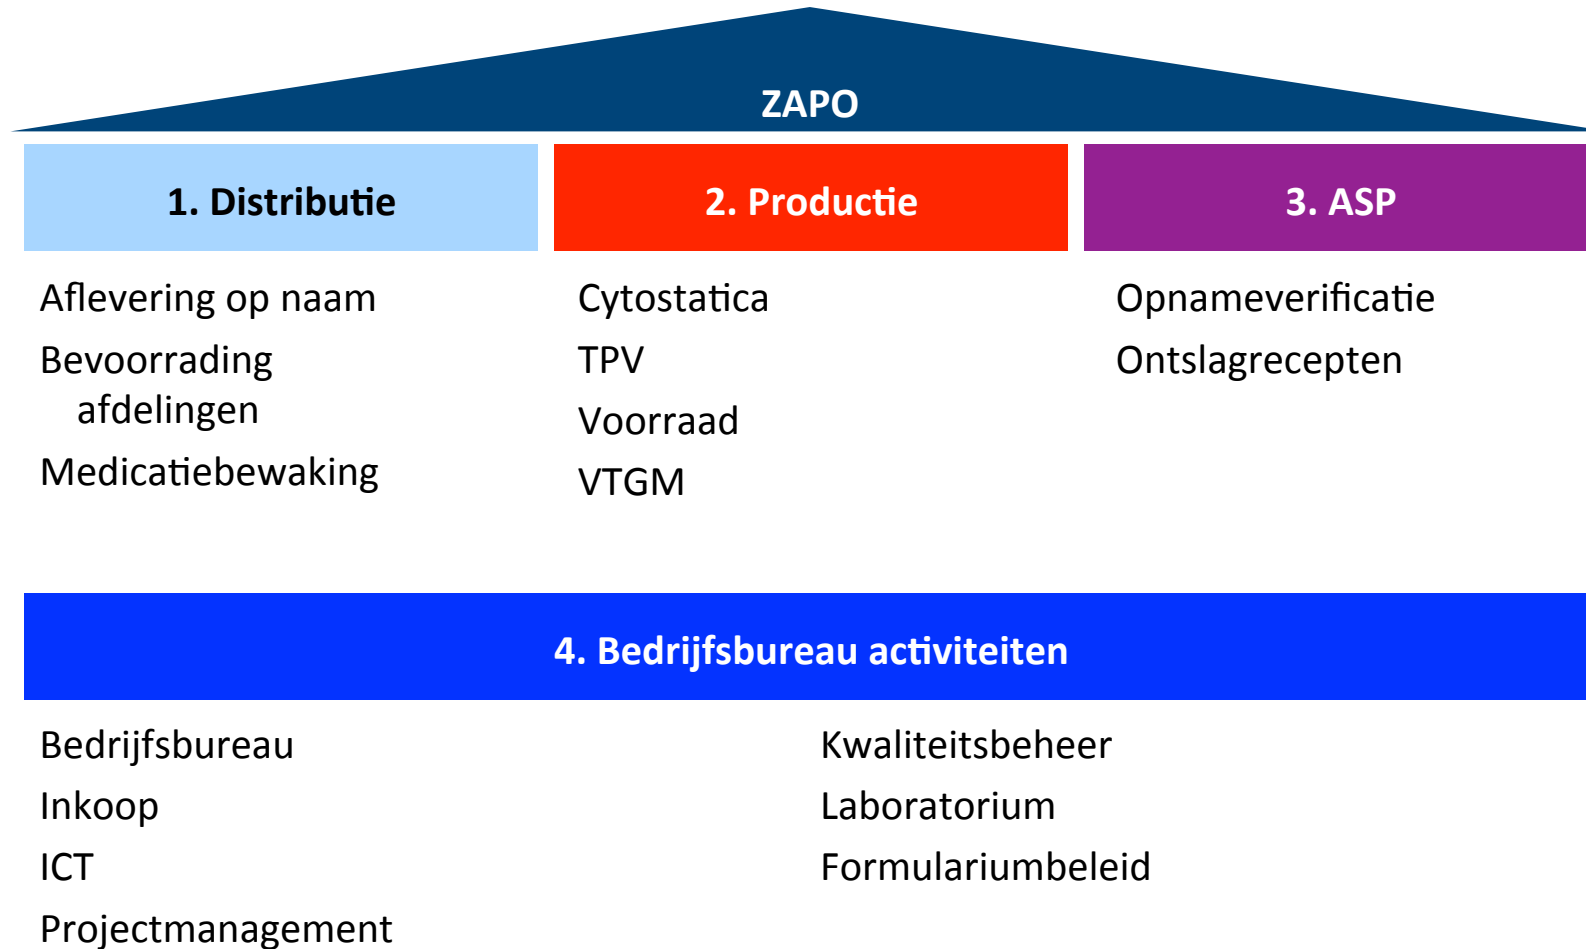 ZAPO
1. Distributie
2. Productie
3. ASP
Aflevering op naam
Bevoorrading
afdelingen
Medicatiebewaking
Cytostatica
TPV
Voorraad
VTGM
Opnameverificatie
Ontslagrecepten
4. Bedrijfsbureau activiteiten
Bedrijfsbureau
Inkoop
ICT
Projectmanagement
Kwaliteitsbeheer
Laboratorium
Formulariumbeleid